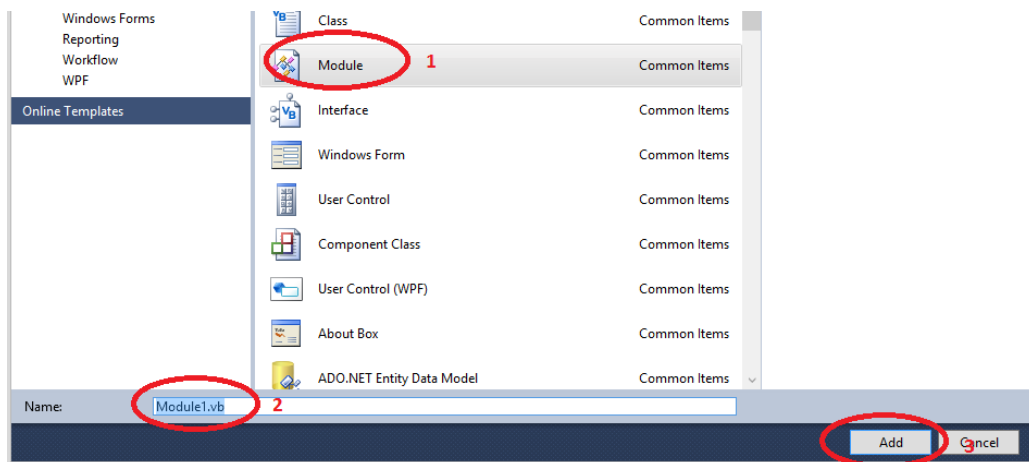 Windows Forms
Reporting
Workflow
WPF
Online Templates
Class Common Items
Module 1 Common Items
Interface Common Items
Windows Form Common Items
User Control Common Items
Component Class Common Items
User Control (WPF) Common Items
About Box Common Items
ADO.NET Entity Data Model Common Items
Name: Module1.vb 2
Add 3 Cancel